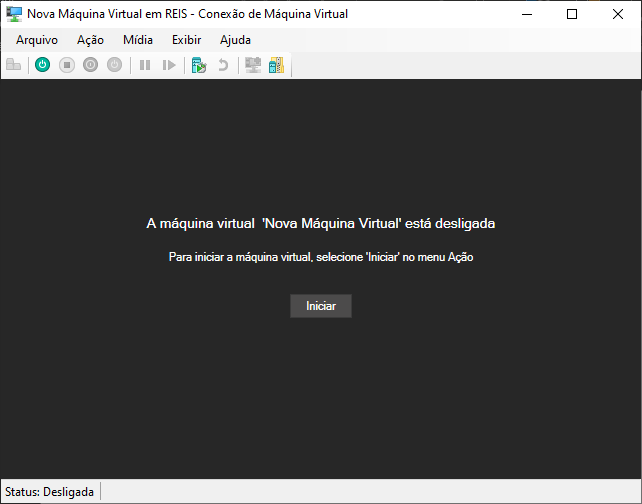 Nova Máquina Virtual em REIS - Conexão de Máquina Virtual
Arquivo Ação Mídia Exibir Ajuda
A máquina virtual 'Nova Máquina Virtual' está desligada
Para iniciar a máquina virtual, selecione 'Iniciar' no menu Ação
Iniciar
Status: Desligada